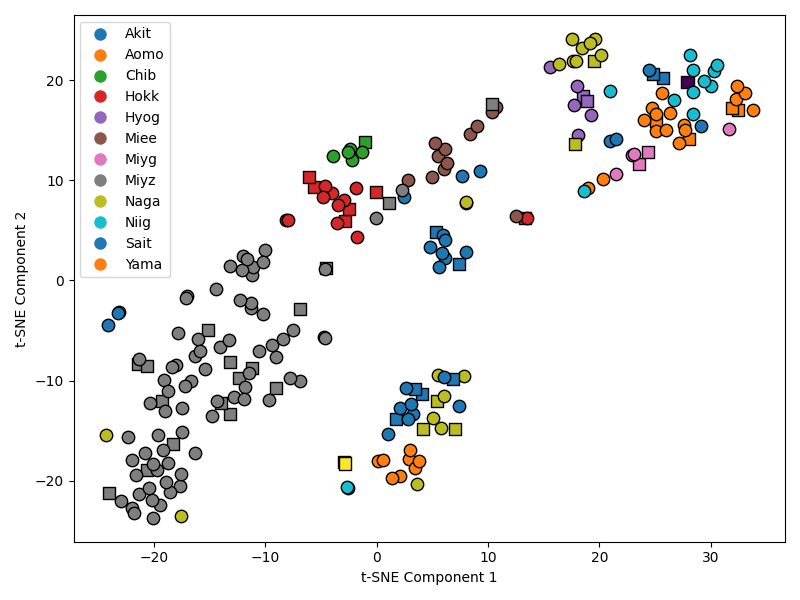 Akit
Aomo
Chib
Hokk
Hyog
Miee
Miyg
Miyz
Naga
Niig
Sait
Yama
20
10
0
−10
−20
t-SNE Component 2
−20
−10
0
10
20
30
t-SNE Component 1